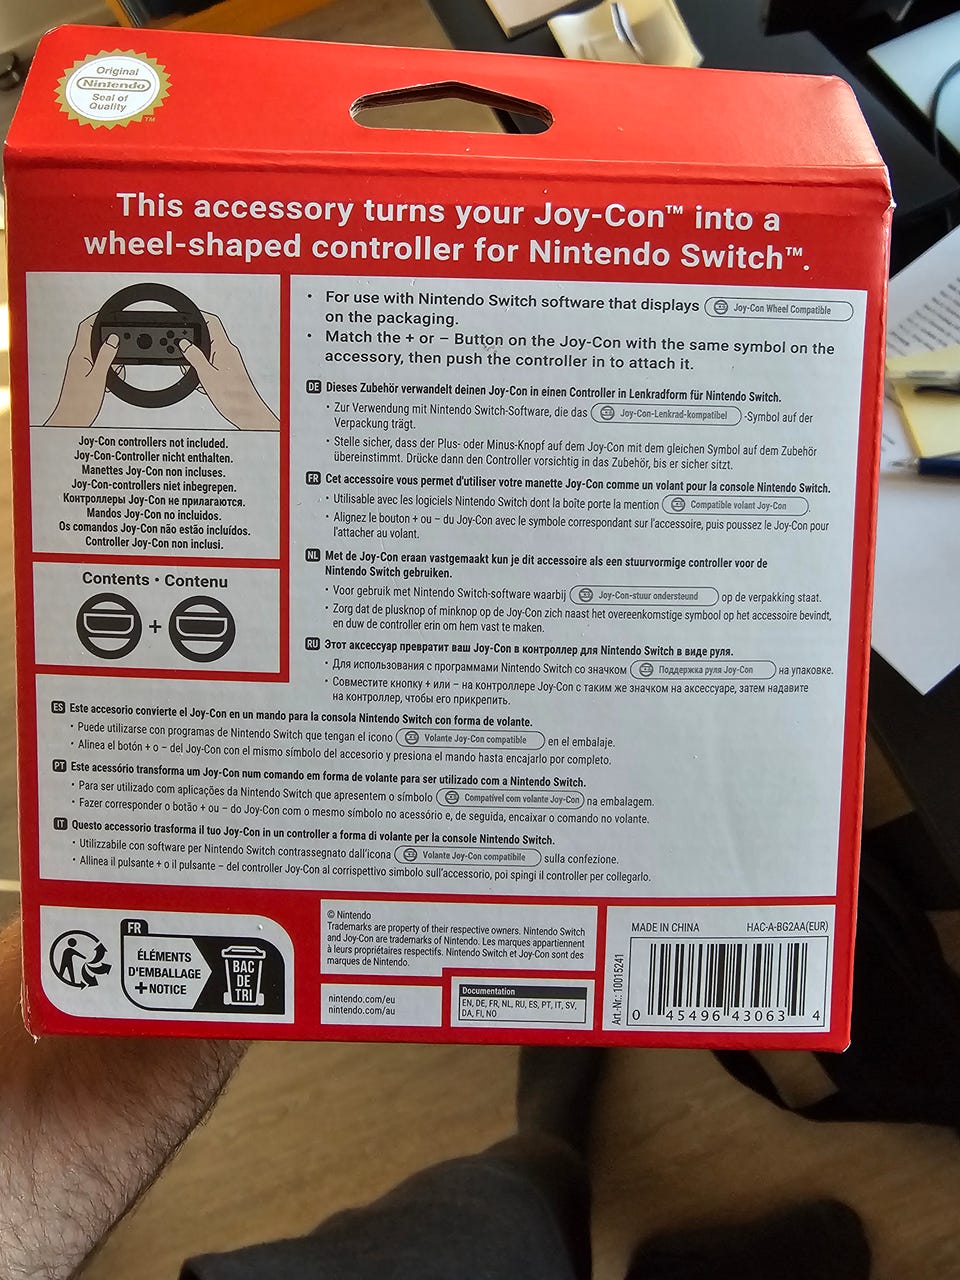 Original
Nintendo
Seal of
Quality
TM
This accessory turns your Joy-Con™ into a
wheel-shaped controller for Nintendo Switch™.
Joy-Con controllers not included.
Joy-Con-Controller nicht enthalten.
Manettes Joy-Con non incluses.
Joy-Con-controllers niet inbegrepen.
Контроллеры Joy-Con не прилагаются.
Mandos Joy-Con no incluidos.
Os comandos Joy-Con não estão incluídos.
Controller Joy-Con non inclusi.
Contents • Contenu
+
• For use with Nintendo Switch software that displays Joy-Con Wheel Compatible
on the packaging.
• Match the + or – Button on the Joy-Con with the same symbol on the
accessory, then push the controller in to attach it.
DE Dieses Zubehör verwandelt deinen Joy-Con in einen Controller in Lenkradform für Nintendo Switch.
• Zur Verwendung mit Nintendo Switch-Software, die das Joy-Con-Lenkrad-kompatibel -Symbol auf der
Verpackung trägt.
• Stelle sicher, dass der Plus- oder Minus-Knopf auf dem Joy-Con mit dem gleichen Symbol auf dem Zubehör
übereinstimmt. Drücke dann den Controller vorsichtig in das Zubehör, bis er sicher sitzt.
FR Cet accessoire vous permet d'utiliser votre manette Joy-Con comme un volant pour la console Nintendo Switch.
• Utilisable avec les logiciels Nintendo Switch dont la boîte porte la mention Compatible volant Joy-Con .
• Alignez le bouton + ou – du Joy-Con avec le symbole correspondant sur l'accessoire, puis poussez le Joy-Con pour
l'attacher au volant.
NL Met de Joy-Con eraan vastgemaakt kun je dit accessoire als een stuurvormige controller voor de
Nintendo Switch gebruiken.
• Voor gebruik met Nintendo Switch-software waarbij Joy-Con-stuur ondersteund op de verpakking staat.
• Zorg dat de plusknop of minknop op de Joy-Con zich naast het overeenkomstige symbool op het accessoire bevindt,
en duw de controller erin om hem vast te maken.
RU Этот аксессуар превратит ваш Joy-Con в контроллер для Nintendo Switch в виде руля.
• Для использования с программами Nintendo Switch со значком Поддержка руля Joy-Con на упаковке.
• Совместите кнопку + или – на контроллере Joy-Con с таким же значком на аксессуаре, затем надавите
на контроллер, чтобы его прикрепить.
ES Este accesorio convierte el Joy-Con en un mando para la consola Nintendo Switch con forma de volante.
• Puede utilizarse con programas de Nintendo Switch que tengan el icono Volante Joy-Con compatible en el embalaje.
• Alinea el botón + o – del Joy-Con con el mismo símbolo del accesorio y presiona el mando hasta encajarlo por completo.
PT Este acessório transforma um Joy-Con num comando em forma de volante para ser utilizado com a Nintendo Switch.
• Para ser utilizado com aplicações da Nintendo Switch que apresentem o símbolo Compatível com volante Joy-Con na embalagem.
• Fazer corresponder o botão + ou – do Joy-Con com o mesmo símbolo no acessório e, de seguida, encaixar o comando no volante.
IT Questo accessorio trasforma il tuo Joy-Con in un controller a forma di volante per la console Nintendo Switch.
• Utilizzabile con software per Nintendo Switch contrassegnato dall'icona Volante Joy-Con compatibile sulla confezione.
• Allinea il pulsante + o il pulsante – del controller Joy-Con al corrispettivo simbolo sull'accessorio, poi spingi il controller per collegarlo.
FR
ÉLÉMENTS
D'EMBALLAGE
+ NOTICE
BAC
DE
TRI
© Nintendo
Trademarks are property of their respective owners. Nintendo Switch
and Joy-Con are trademarks of Nintendo. Les marques appartiennent
à leurs propriétaires respectifs. Nintendo Switch et Joy-Con sont des
marques de Nintendo.
nintendo.com/eu
nintendo.com/au
Documentation
EN, DE, FR, NL, RU, ES, PT, IT, SV,
DA, FI, NO
MADE IN CHINA HAC-A-BG2AA(EUR)
Art.-Nr.: 10015241
0 45496 43063 4